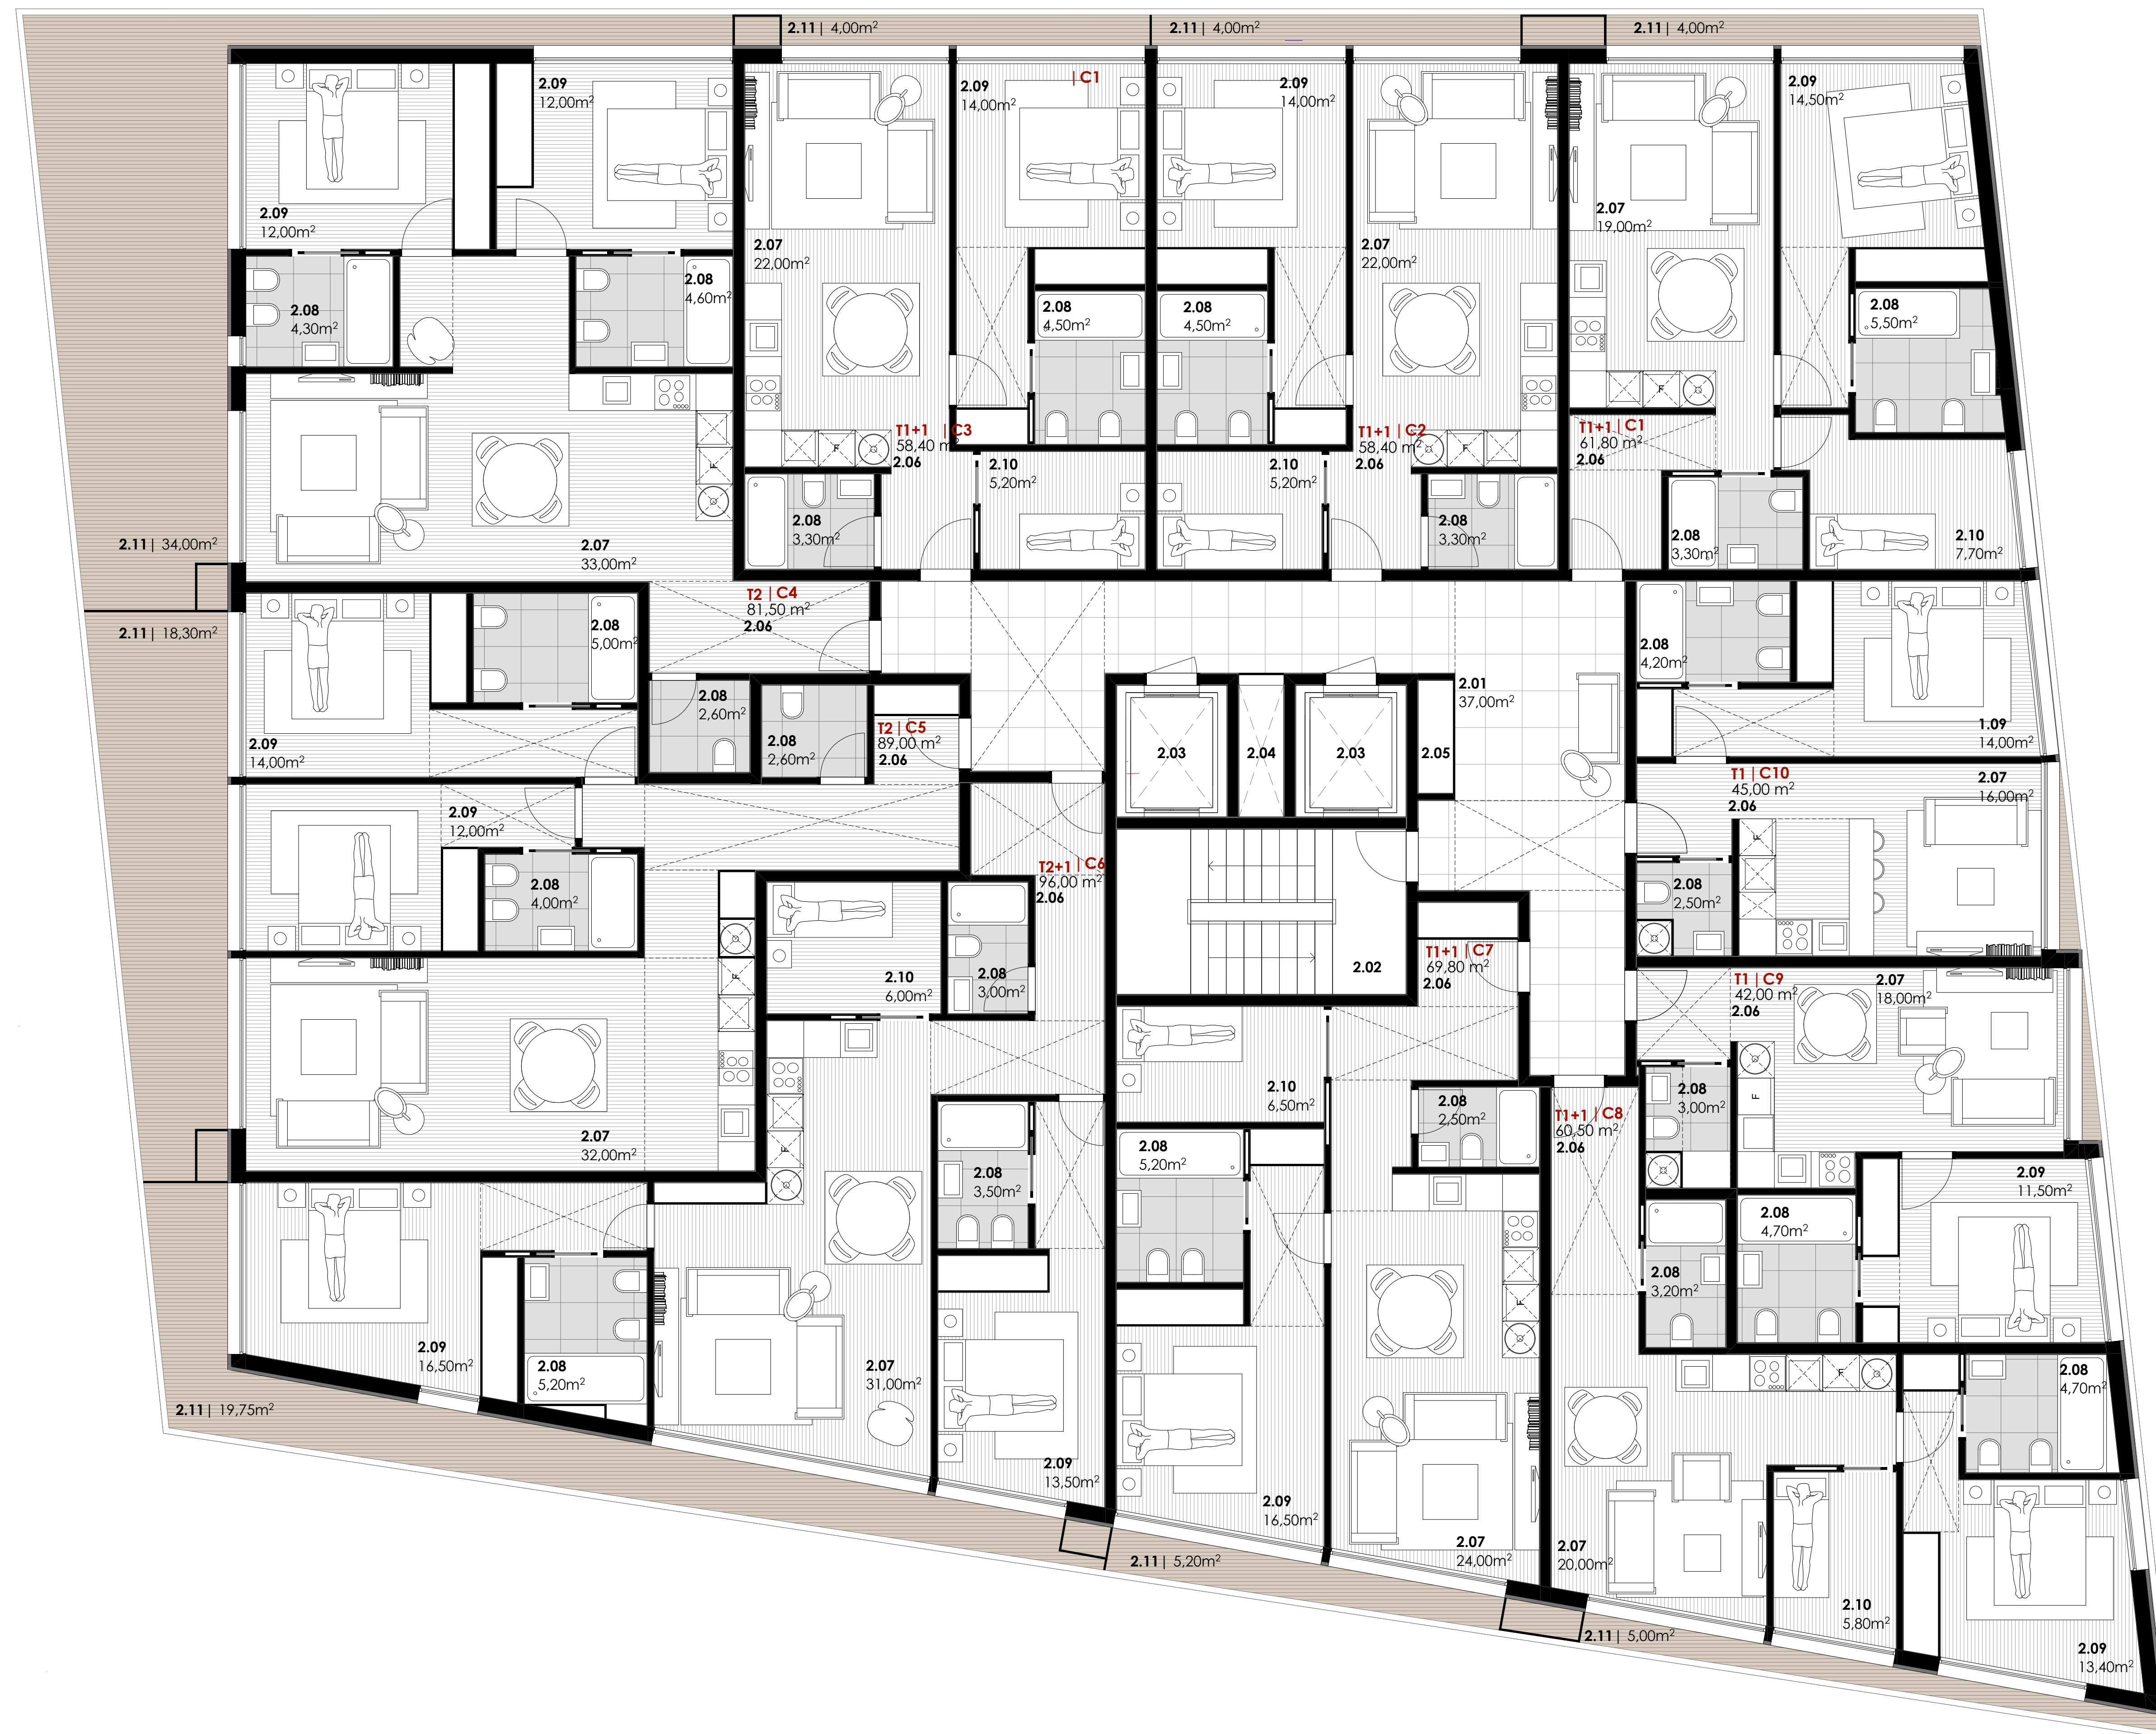 2.11 | 4,00m²
2.11 | 4,00m²
2.11 | 4,00m²
2.09
12,00m²
2.09
12,00m²
2.08
4,30m²
2.08
4,60m²
2.07
33,00m²
2.11 | 34,00m²
2.07
22,00m²
2.09
14,00m²
| C1
2.08
4,50m²
T1+1 | C3
58,40 m²
2.06
F
2.10
5,20m²
2.08
3,30m²
2.09
14,00m²
2.08
4,50m²
2.07
22,00m²
T1+1 | C2
58,40 m²
2.06
F
2.10
5,20m²
2.08
3,30m²
2.07
19,00m²
2.09
14,50m²
2.08
5,50m²
F
T1+1 | C1
61,80 m²
2.06
2.08
3,30m²
2.10
7,70m²
F
T2 | C4
81,50 m²
2.06
2.11 | 18,30m²
2.08
5,00m²
2.09
14,00m²
2.08
2,60m²
2.08
2,60m²
T2 | C5
89,00 m²
2.06
2.03
2.04
2.03
2.05
2.01
37,00m²
2.08
4,20m²
1.09
14,00m²
T1 | C10
45,00 m²
2.06
2.07
16,00m²
F
2.08
2,50m²
2.09
12,00m²
2.08
4,00m²
T2+1 | C6
96,00 m²
2.06
2.10
6,00m²
2.08
3,00m²
F
2.02
T1+1 | C7
69,80 m²
2.06
T1 | C9
42,00 m²
2.06
2.07
18,00m²
2.08
3,00m²
F
2.07
32,00m²
F
2.10
6,50m²
2.08
2,50m²
2.08
5,20m²
T1+1 | C8
60,50 m²
2.06
2.08
3,50m²
2.09
11,50m²
2.08
4,70m²
2.08
3,20m²
F
2.09
16,50m²
2.08
5,20m²
2.07
31,00m²
2.11 | 19,75m²
2.09
13,50m²
2.09
16,50m²
2.07
24,00m²
2.07
20,00m²
F
2.08
4,70m²
2.10
5,80m²
2.09
13,40m²
2.11 | 5,20m²
2.11 | 5,00m²